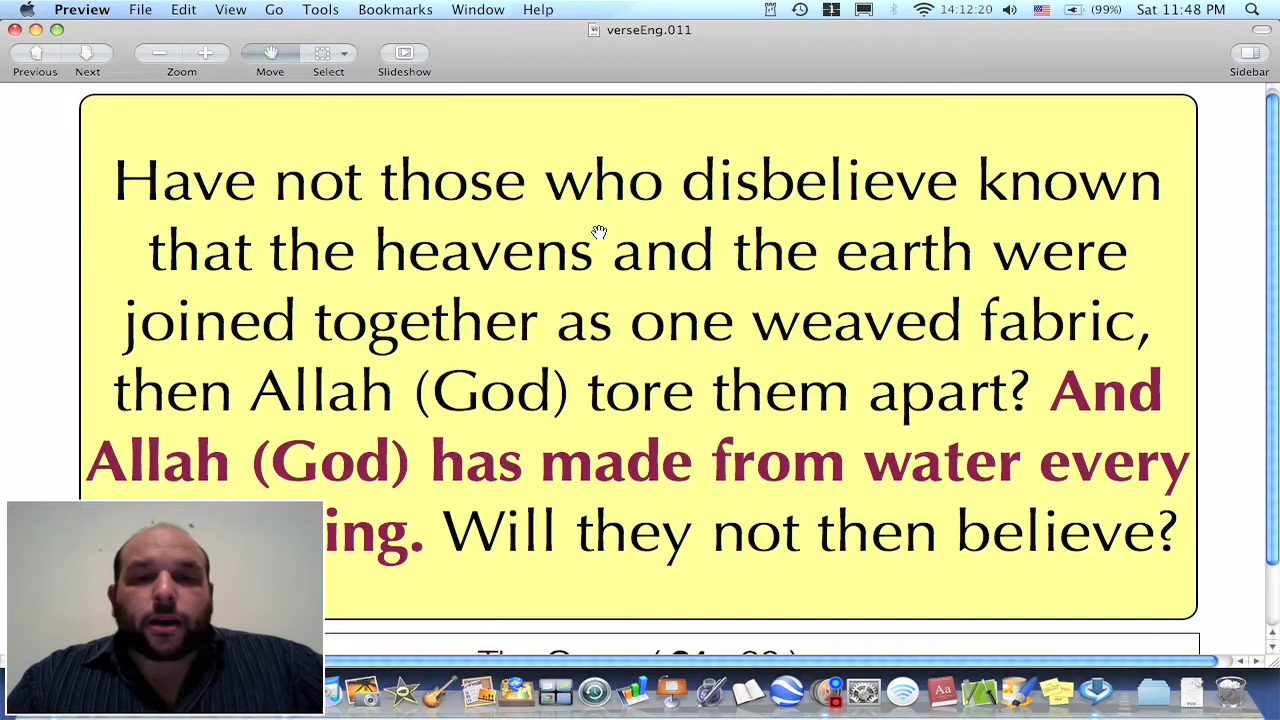 Preview File Edit View Go Tools Bookmarks Window Help 14:12:20 (99%) Sat 11:48 PM
verseEng.011
Previous Next Zoom Move Select Slideshow Sidebar
Have not those who disbelieve known
that the heavens and the earth were
joined together as one weaved fabric,
then Allah (God) tore them apart? And
Allah (God) has made from water every
ing. Will they not then believe?